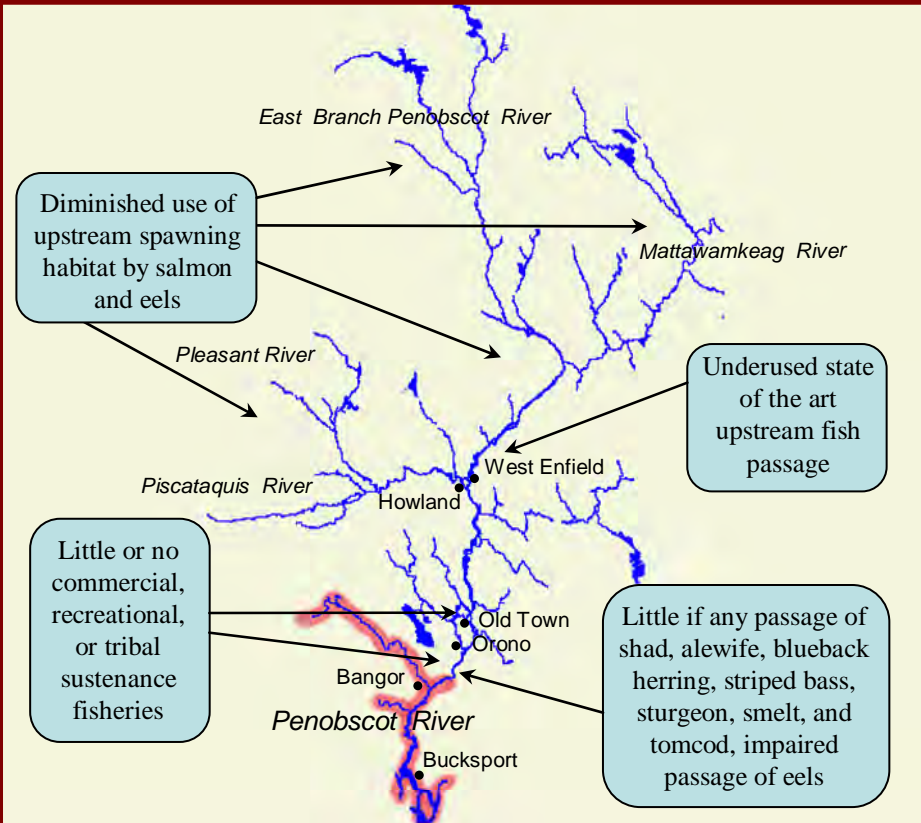 East Branch Penobscot River
Diminished use of
upstream spawning
habitat by salmon
and eels
Mattawamkeag River
Pleasant River
Underused state
of the art
upstream fish
passage
West Enfield
Howland
Piscataquis River
Little or no
commercial,
recreational,
or tribal
sustenance
fisheries
Old Town
Orono
Bangor
Penobscot River
Bucksport
Little if any passage of
shad, alewife, blueback
herring, striped bass,
sturgeon, smelt, and
tomcod, impaired
passage of eels